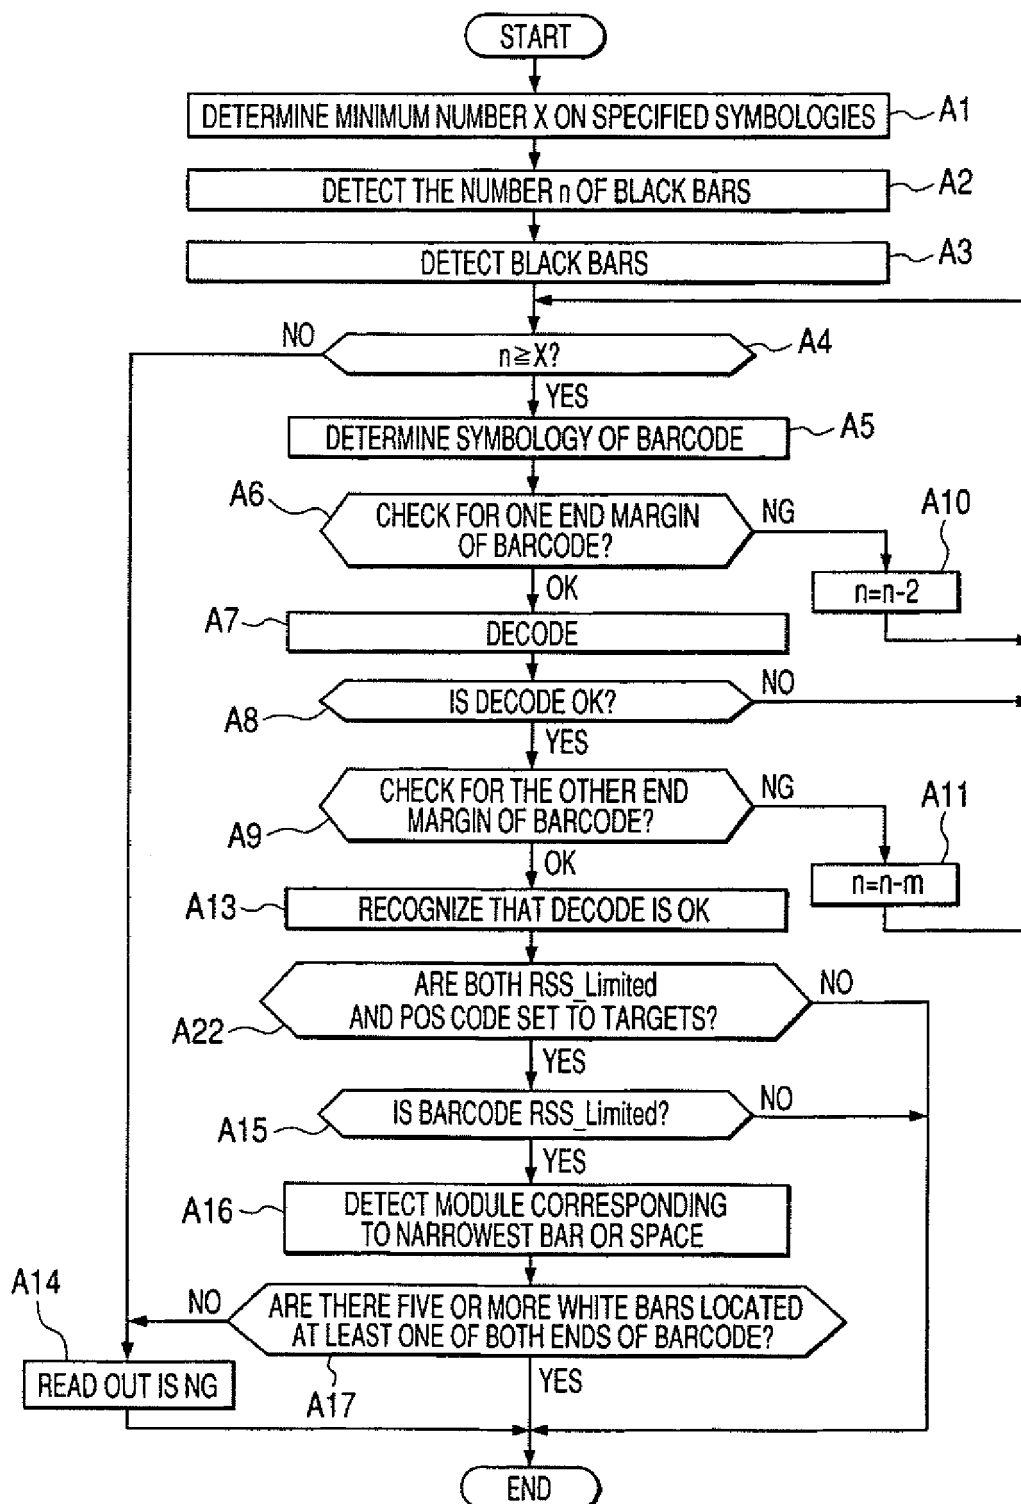 START
DETERMINE MINIMUM NUMBER X ON SPECIFIED SYMBOLOGIES
A1
DETECT THE NUMBER n OF BLACK BARS
A2
DETECT BLACK BARS
A3
NO
n≧X?
A4
YES
DETERMINE SYMBOLOGY OF BARCODE
A5
A6
CHECK FOR ONE END MARGIN
OF BARCODE?
NG
A10
n=n-2
OK
A7
DECODE
IS DECODE OK?
NO
A8
YES
CHECK FOR THE OTHER END
MARGIN OF BARCODE?
NG
A9
A11
n=n-m
OK
A13
RECOGNIZE THAT DECODE IS OK
ARE BOTH RSS_Limited
AND POS CODE SET TO TARGETS?
NO
A22
YES
IS BARCODE RSS_Limited?
NO
A15
YES
A16
DETECT MODULE CORRESPONDING
TO NARROWEST BAR OR SPACE
A14
NO
ARE THERE FIVE OR MORE WHITE BARS LOCATED
AT LEAST ONE OF BOTH ENDS OF BARCODE?
READ OUT IS NG
A17
YES
END